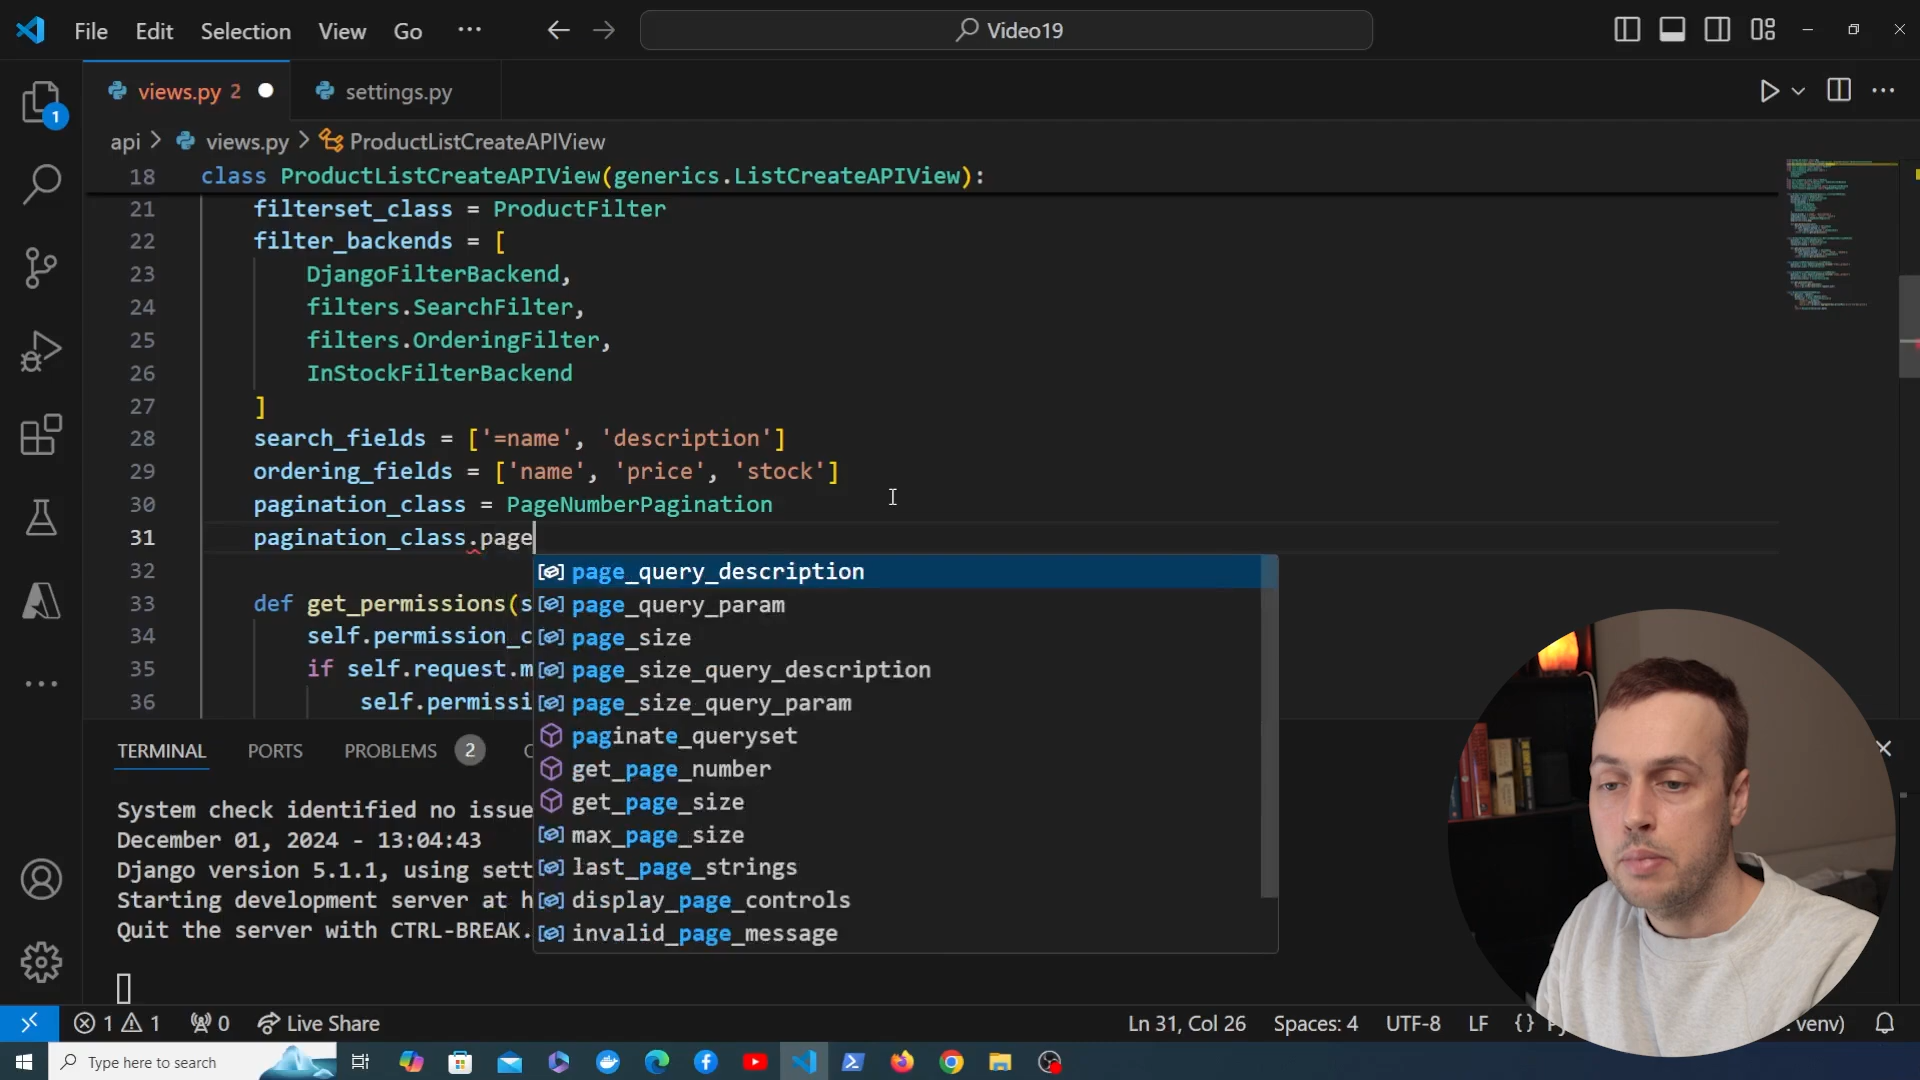 File Edit Selection View Go ··· Video19
views.py 2 settings.py
1
api > views.py > ProductListCreateAPIView
18 class ProductListCreateAPIView(generics.ListCreateAPIView):
21 filterset_class = ProductFilter
22 filter_backends = [
23 DjangoFilterBackend,
24 filters.SearchFilter,
25 filters.OrderingFilter,
26 InStockFilterBackend
27 ]
28 search_fields = ['=name', 'description']
29 ordering_fields = ['name', 'price', 'stock']
30 pagination_class = PageNumberPagination
31 pagination_class.page
32 page_query_description
33 def get_permissions(s page_query_param
34 self.permission_c page_size
35 if self.request.m page_size_query_description
36 self.permissi page_size_query_param
paginate_queryset
TERMINAL PORTS PROBLEMS 2
get_page_number
System check identified no issue get_page_size
December 01, 2024 - 13:04:43 max_page_size
Django version 5.1.1, using sett last_page_strings
Starting development server at h display_page_controls
Quit the server with CTRL-BREAK. invalid_page_message
1 1 0 Live Share Ln 31, Col 26 Spaces: 4 UTF-8 LF {} venv)
Type here to search